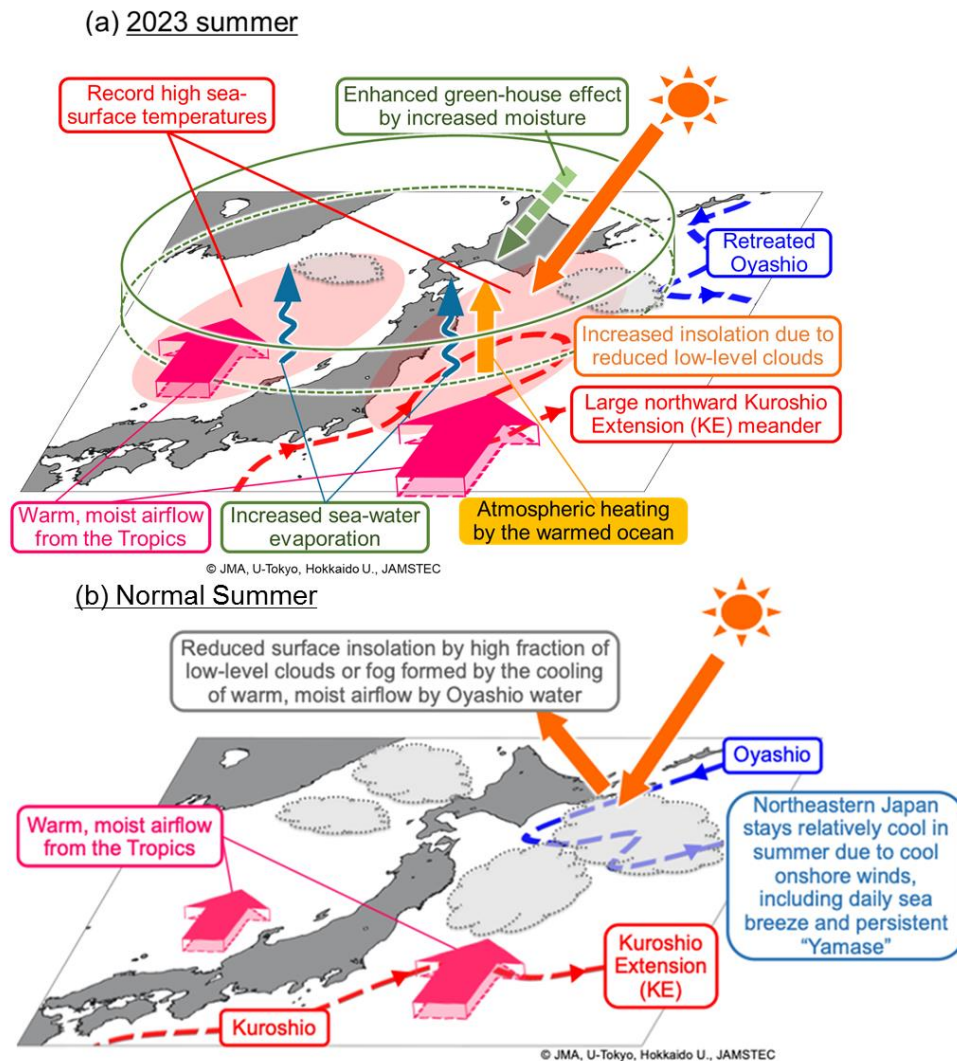 (a) 2023 summer
Record high sea-
surface temperatures
Enhanced green-house effect
by increased moisture
Retreated
Oyashio
Increased insolation due to
reduced low-level clouds
Large northward Kuroshio
Extension (KE) meander
Warm, moist airflow
from the Tropics
Increased sea-water
evaporation
Atmospheric heating
by the warmed ocean
© JMA, U-Tokyo, Hokkaido U., JAMSTEC
(b) Normal Summer
Reduced surface insolation by high fraction of
low-level clouds or fog formed by the cooling
of warm, moist airflow by Oyashio water
Oyashio
Warm, moist airflow
from the Tropics
Northeastern Japan
stays relatively cool in
summer due to cool
onshore winds,
including daily sea
breeze and persistent
“Yamase”
Kuroshio
Extension
(KE)
Kuroshio
© JMA, U-Tokyo, Hokkaido U., JAMSTEC